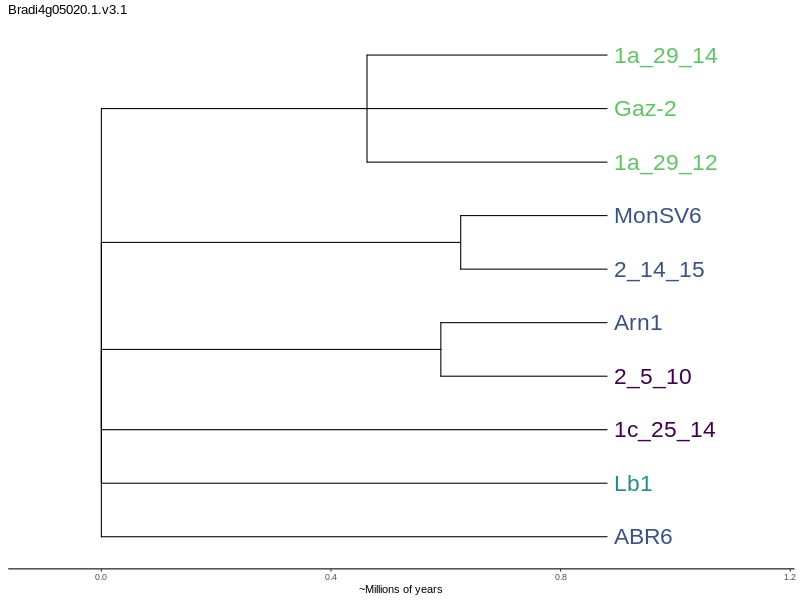 Bradi4g05020.1.v3.1
1a_29_14
Gaz-2
1a_29_12
MonSV6
2_14_15
Arn1
2_5_10
1c_25_14
Lb1
ABR6
0.0 0.4 0.8 1.2
~Millions of years